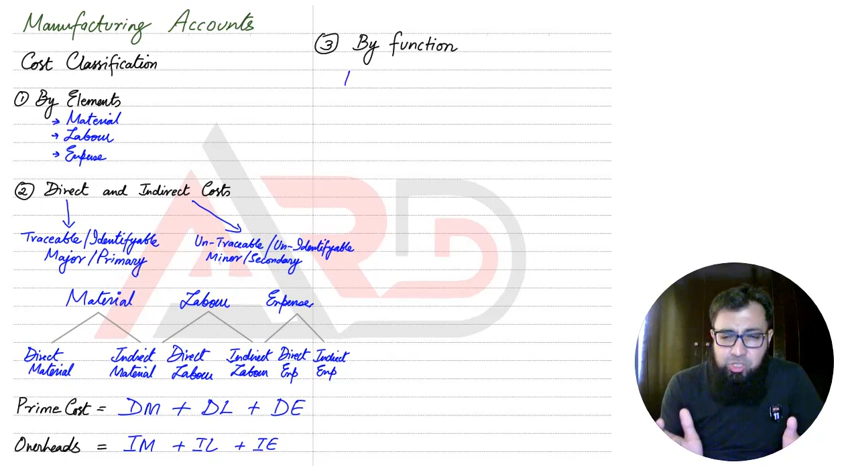 Manufacturing Accounts
Cost Classification
① By Elements
→ Material
→ Labour
→ Expense
② Direct and Indirect Costs
Traceable/Identifyable
Major/Primary
Un-Traceable/Un-Identifyable
Minor/Secondary
Material Labour Expense
Direct Material
Indirect Material
Direct Labour
Indirect Labour
Direct Exp
Indirect Exp
Prime Cost = DM + DL + DE
Overheads = IM + IL + IE
③ By function
ARD